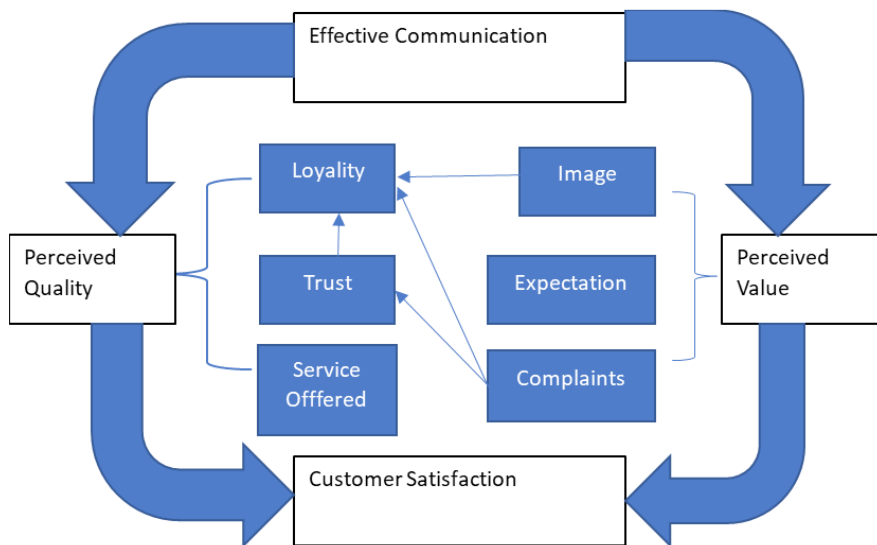 Effective Communication
Loyality
Image
Perceived
Quality
Trust
Expectation
Perceived
Value
Service
Offfered
Complaints
Customer Satisfaction